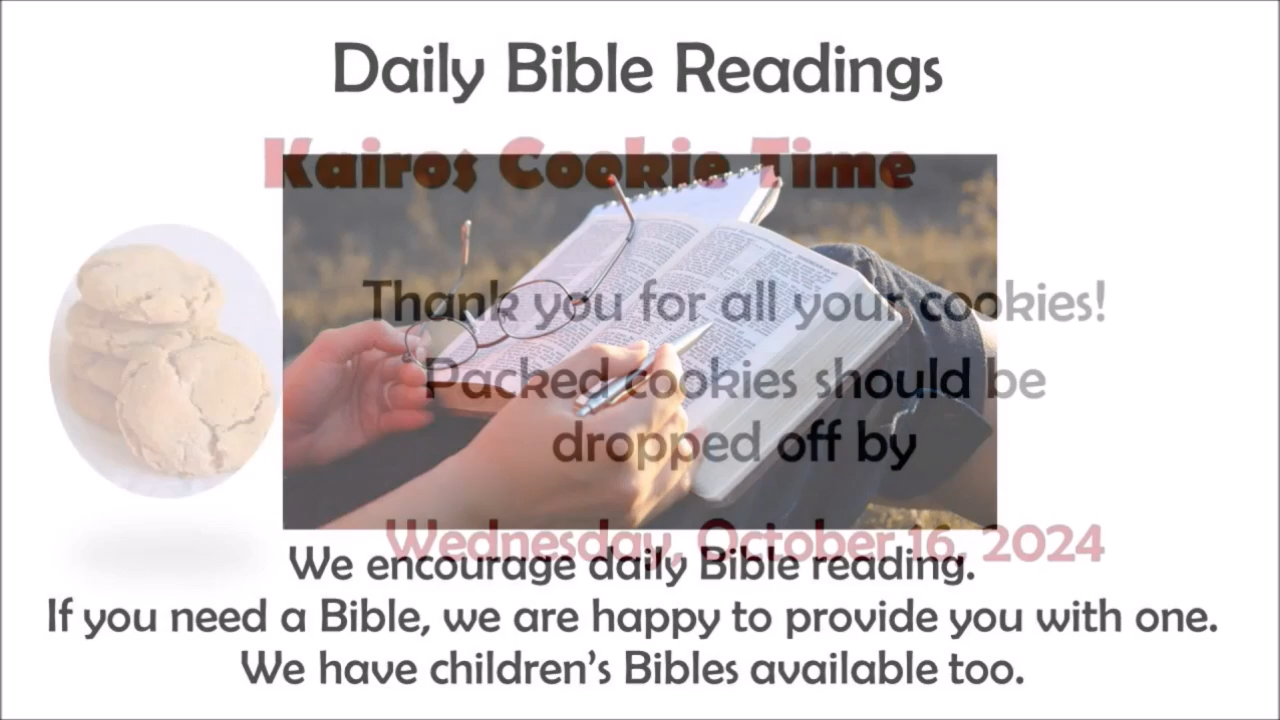 Daily Bible Readings
Kairos Cookie Time
Thank you for all your cookies!
Packed cookies should be
dropped off by
Wednesday, October 16, 2024
We encourage daily Bible reading.
If you need a Bible, we are happy to provide you with one.
We have children’s Bibles available too.